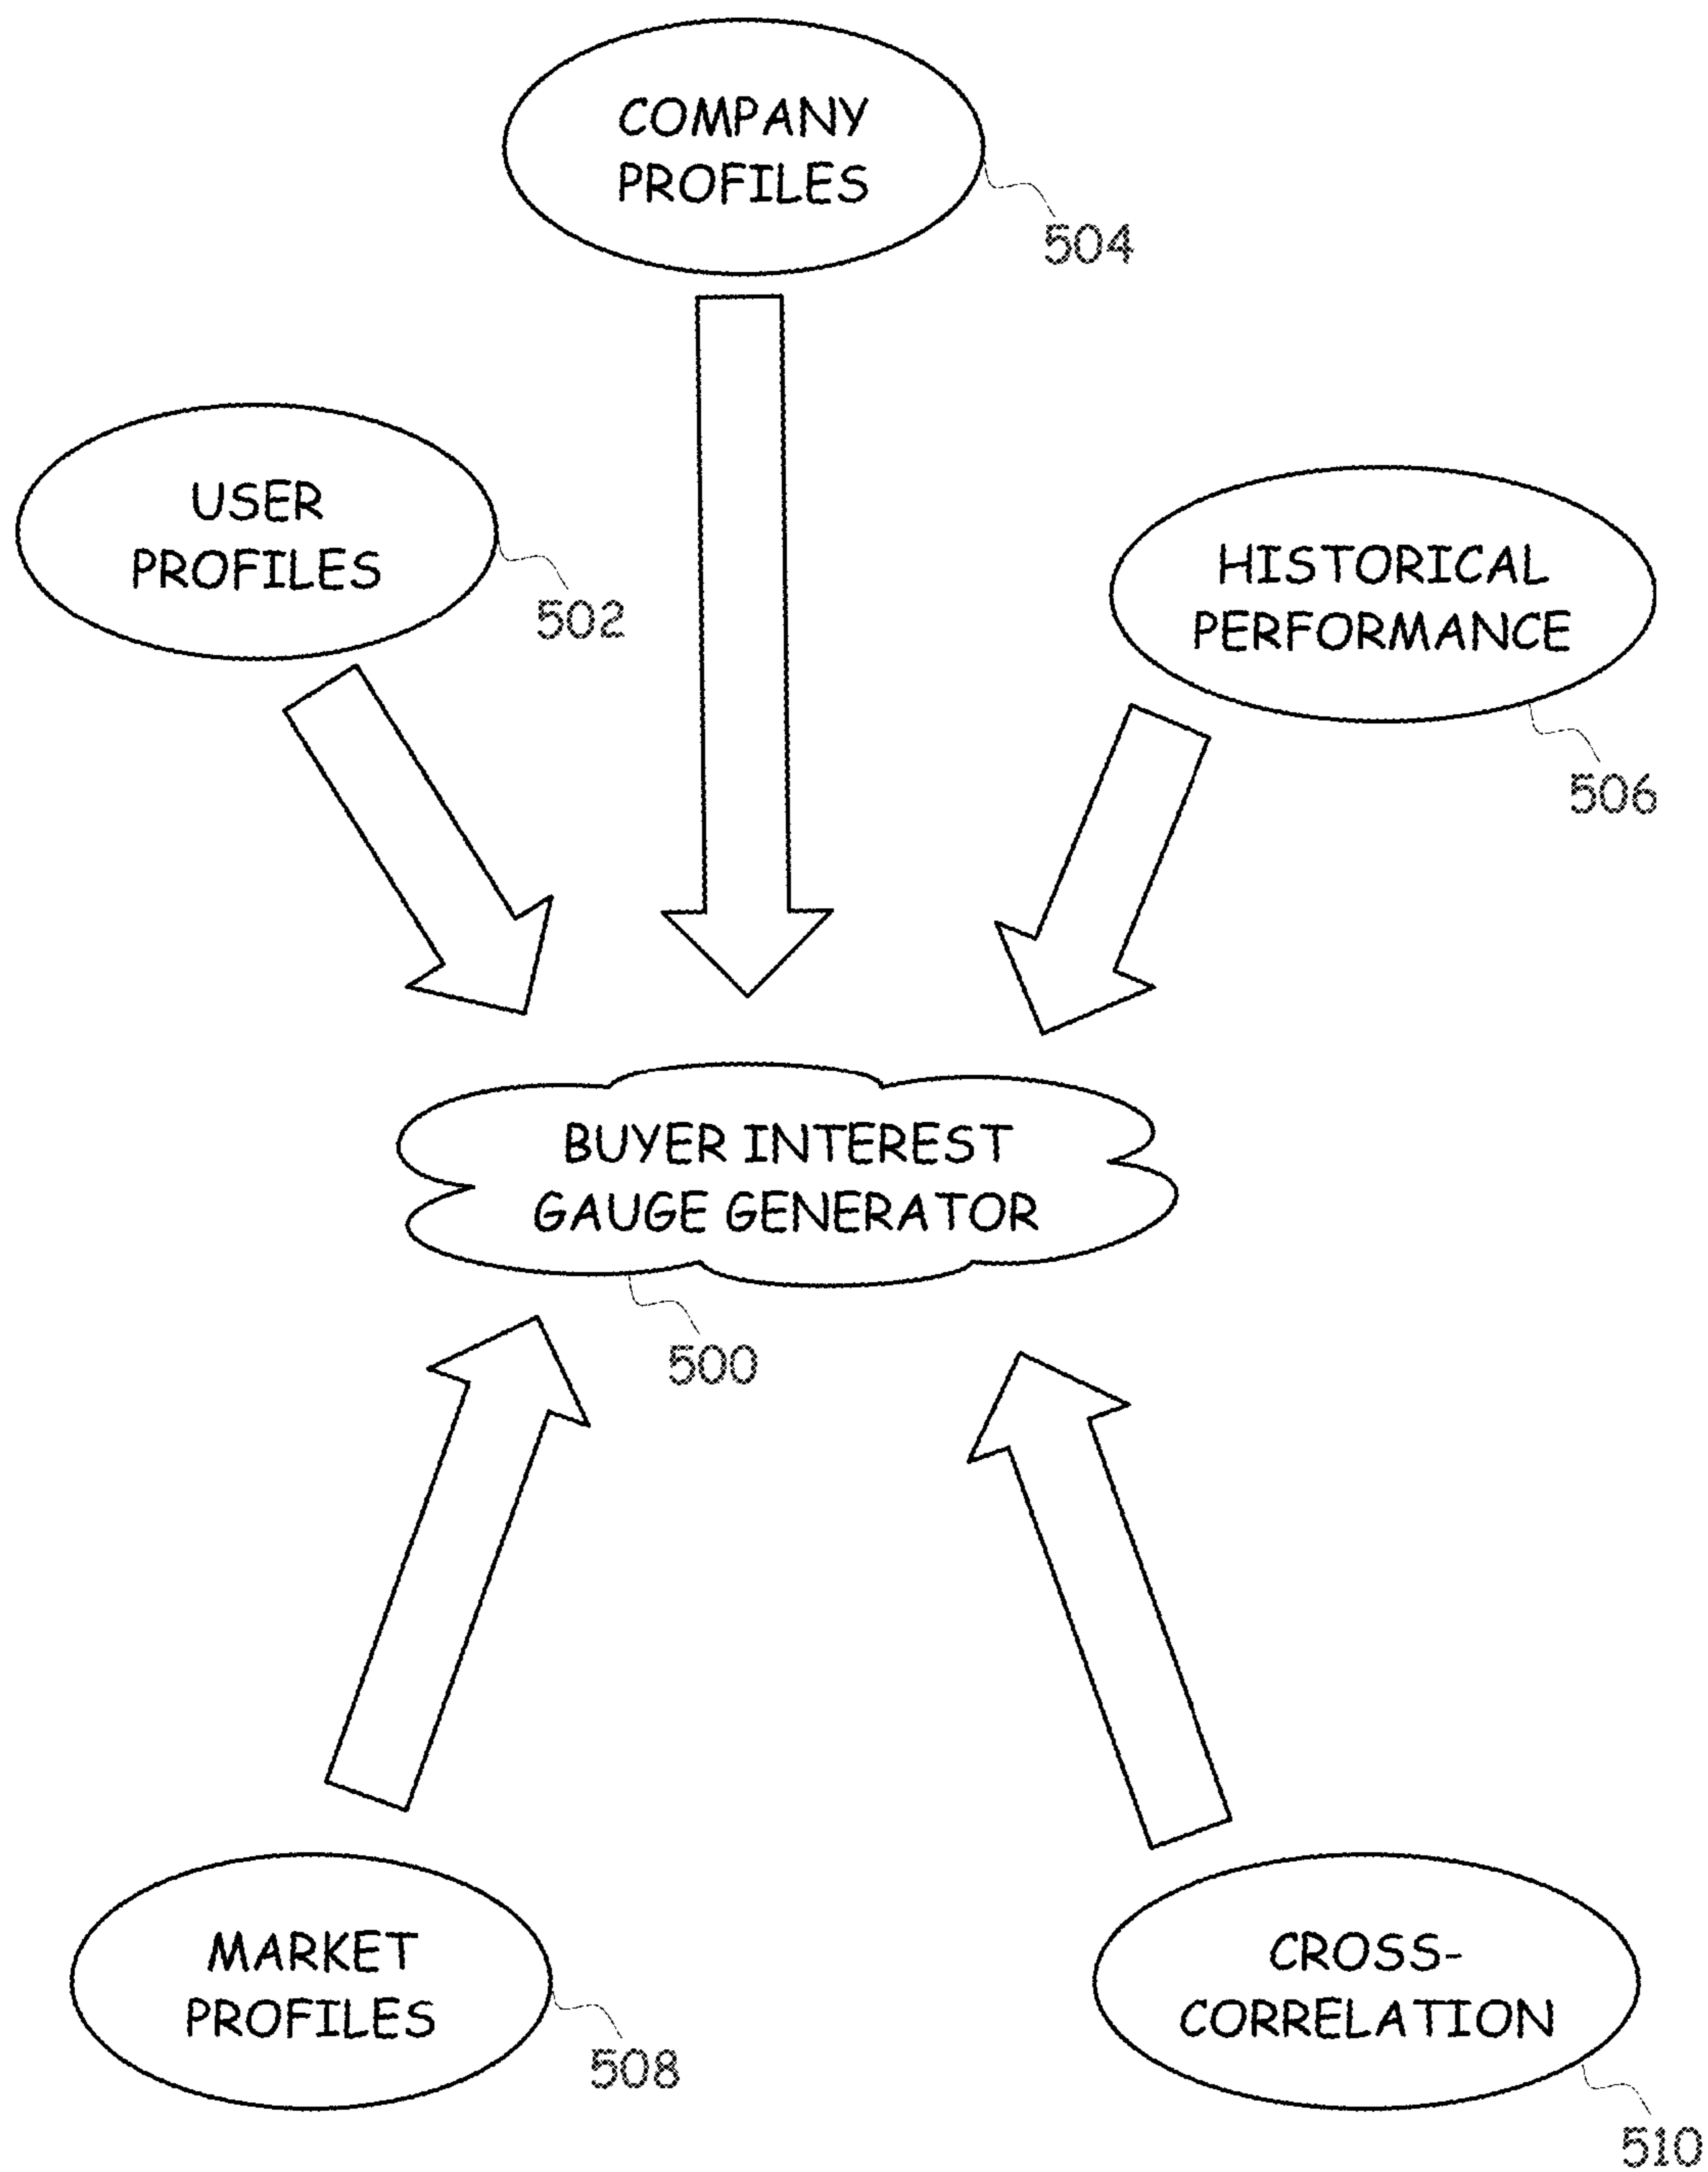 COMPANY
PROFILES
504
USER
PROFILES
502
HISTORICAL
PERFORMANCE
506
BUYER INTEREST
GAUGE GENERATOR
500
MARKET
PROFILES
508
CROSS-
CORRELATION
510